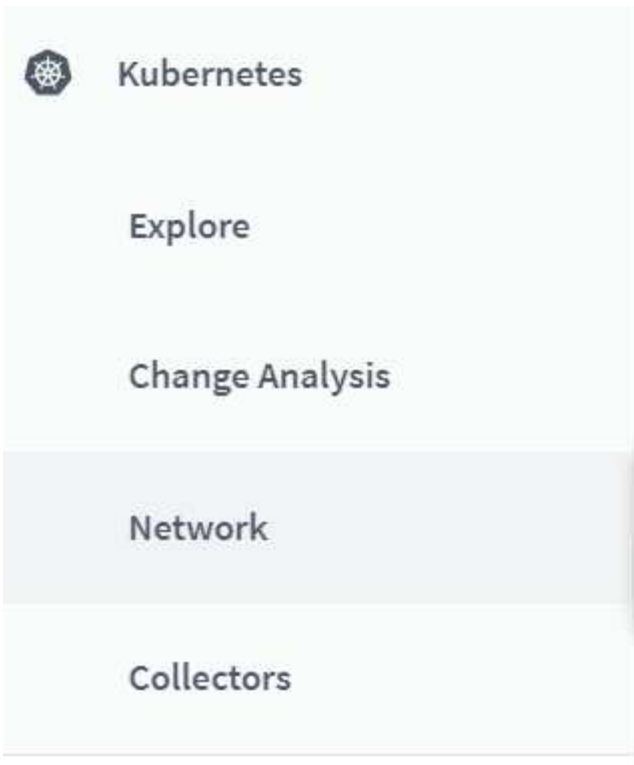 Kubernetes
Explore
Change Analysis
Network
Collectors